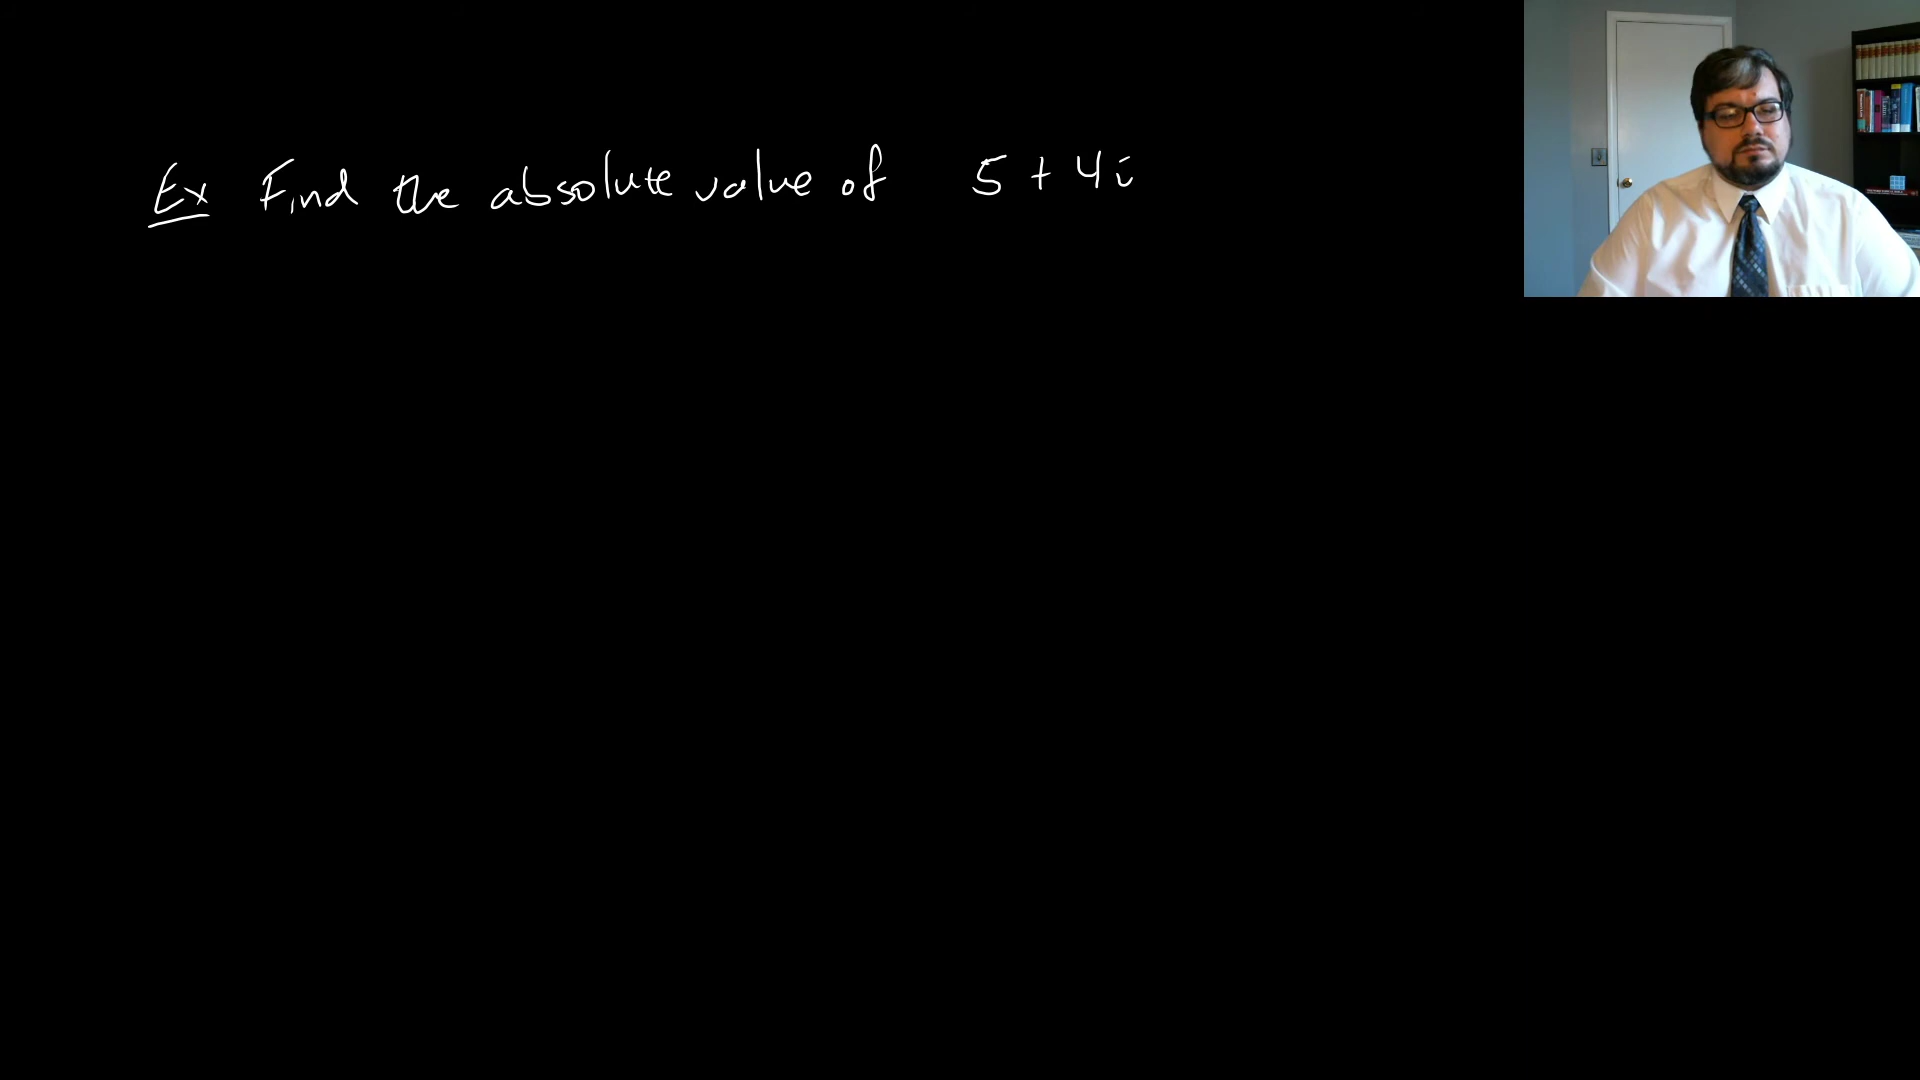 Ex Find the absolute value of 5 + 4i